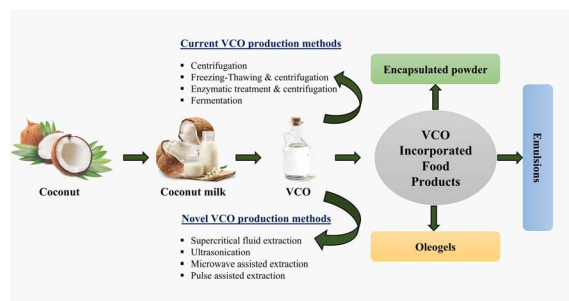 Current VCO production methods
▪ Centrifugation
▪ Freezing-Thawing & centrifugation
▪ Enzymatic treatment & centrifugation
▪ Fermentation
Coconut
Coconut milk
VCO
Novel VCO production methods
▪ Supercritical fluid extraction
▪ Ultrasonication
▪ Microwave assisted extraction
▪ Pulse assisted extraction
Encapsulated powder
VCO
Incorporated
Food
Products
Emulsions
Oleogels